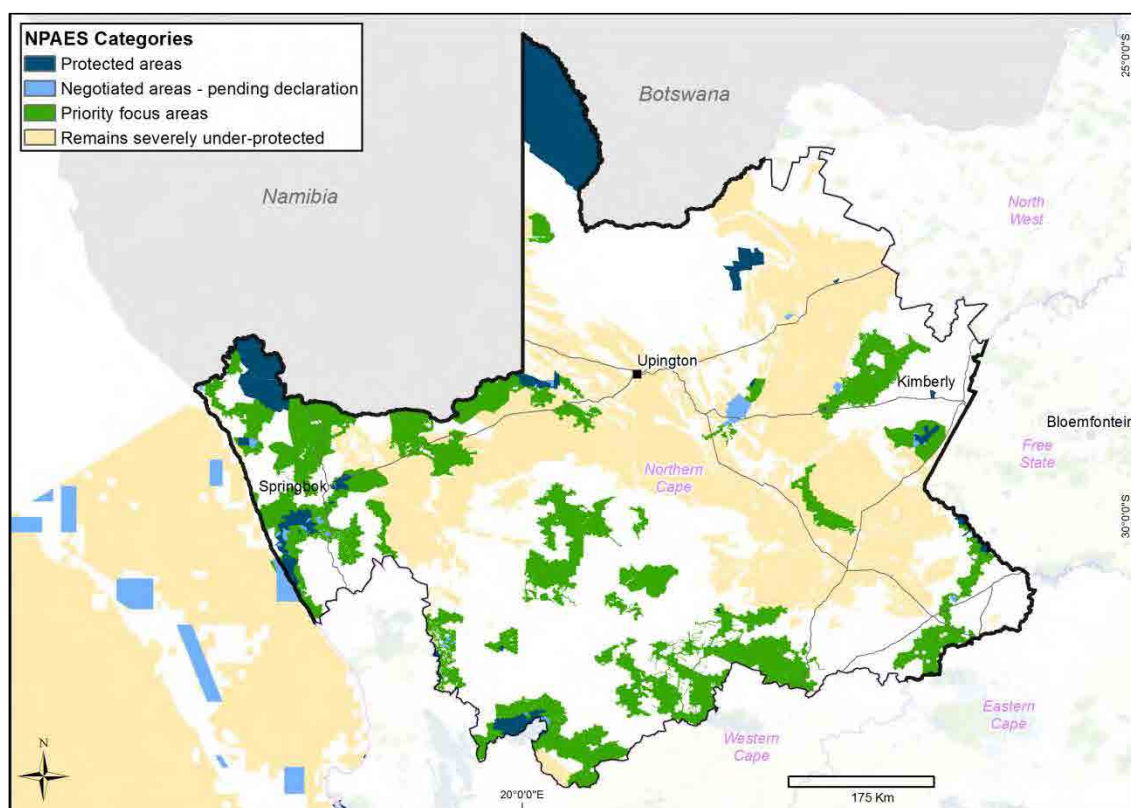 NPAES Categories
Protected areas
Negotiated areas - pending declaration
Priority focus areas
Remains severely under-protected
Botswana
25°0'0"S
Namibia
North
West
Upington
Kimberly
Bloemfontein
Free
State
Northern
Cape
Springbok
30°0'0"S
Eastern
Cape
Western
Cape
N
20°0'0"E
175 Km